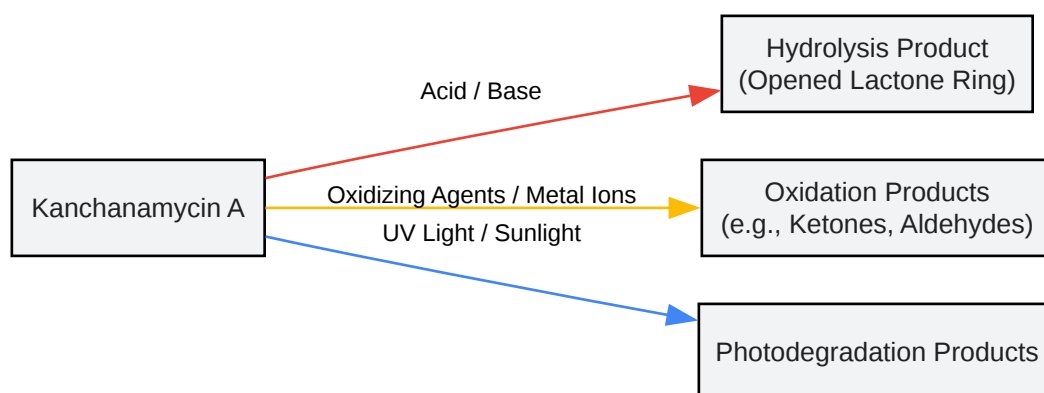 Hydrolysis Product
(Opened Lactone Ring)
Acid / Base
Kanchanamycin A
Oxidizing Agents / Metal Ions
Oxidation Products
(e.g., Ketones, Aldehydes)
UV Light / Sunlight
Photodegradation Products